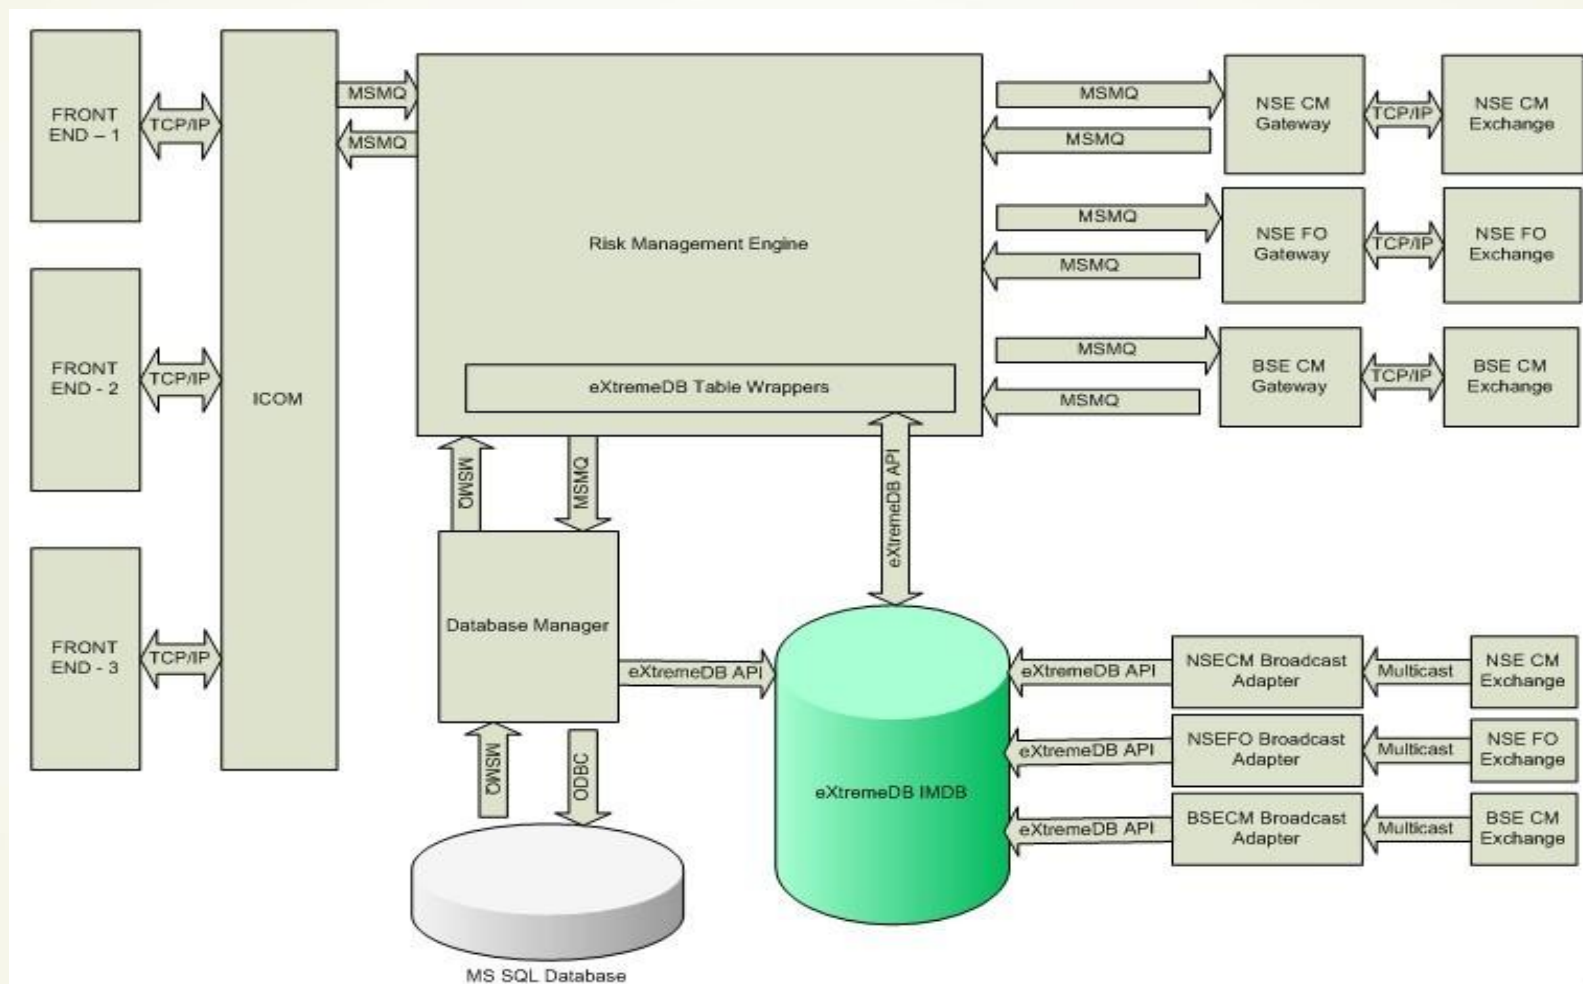 FRONT
END – 1
TCP/IP
FRONT
END - 2
TCP/IP
FRONT
END - 3
TCP/IP
ICOM
MSMQ
MSMQ
Risk Management Engine
eXtremeDB Table Wrappers
MSMQ
MSMQ
NSE CM
Gateway
TCP/IP
NSE CM
Exchange
MSMQ
MSMQ
NSE FO
Gateway
TCP/IP
NSE FO
Exchange
MSMQ
MSMQ
BSE CM
Gateway
TCP/IP
BSE CM
Exchange
MSMQ
MSMQ
eXtremeDB API
Database Manager
eXtremeDB API
MSMQ
ODBC
MS SQL Database
eXtremeDB IMDB
eXtremeDB API
NSECM Broadcast
Adapter
Multicast
NSE CM
Exchange
eXtremeDB API
NSEFO Broadcast
Adapter
Multicast
NSE FO
Exchange
eXtremeDB API
BSECM Broadcast
Adapter
Multicast
BSE CM
Exchange